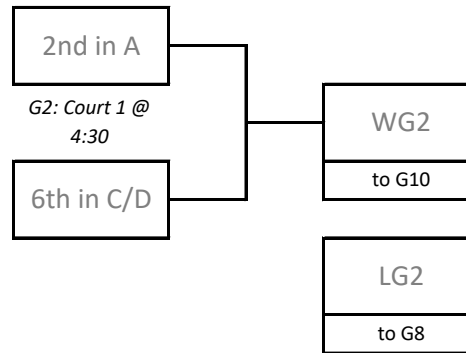 2nd in A
G2: Court 1 @
4:30
WG2
to G10
6th in C/D
LG2
to G8